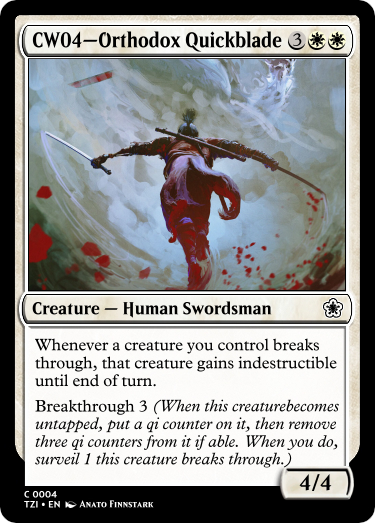 CW04—Orthodox Quickblade 3
Creature — Human Swordsman
Whenever a creature you control breaks
through, that creature gains indestructible
until end of turn.
Breakthrough 3 (When this creaturebecomes
untapped, put a qi counter on it, then remove
three qi counters from it if able. When you do,
surveil 1 this creature breaks through.)
4/4
C 0004
TZI • EN Anato Finnstark